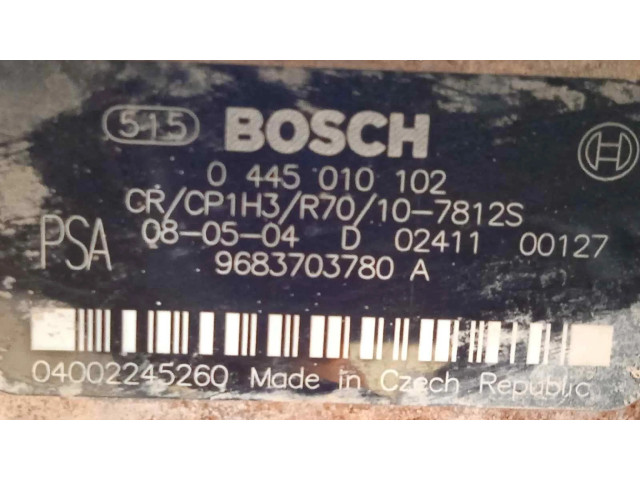 515 BOSCH
0 445 010 102
CR/CP1H3/R70/10-7812S
PSA 08-05-04 D 02411 00127
9683703780 A
04002245260 Made in Czech Republic